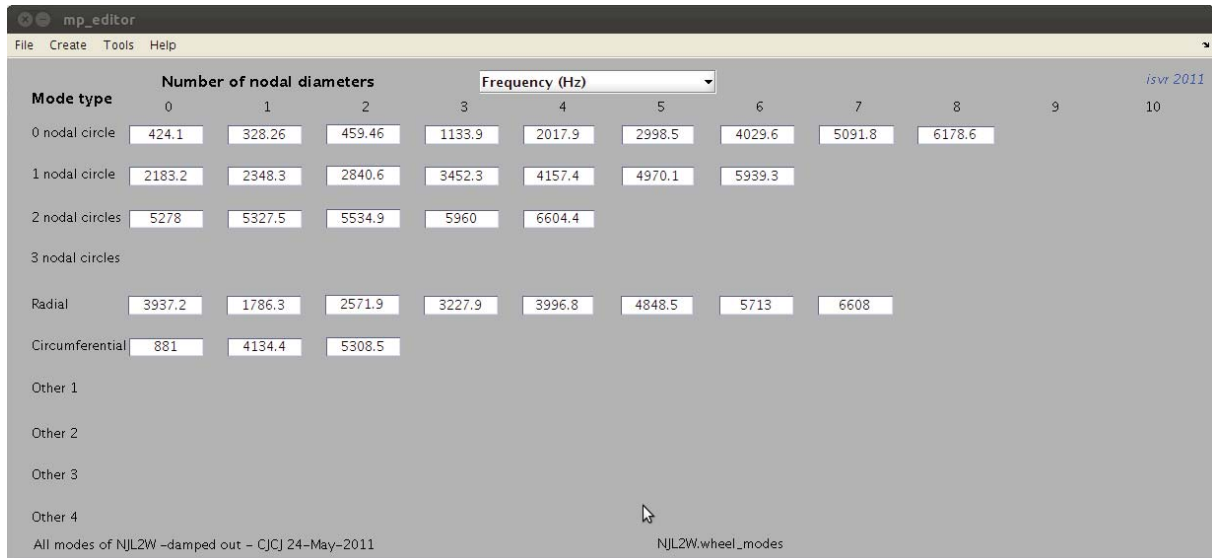 mp_editor
File Create Tools Help
Number of nodal diameters Frequency (Hz) isvr 2011
Mode type 0 1 2 3 4 5 6 7 8 9 10
0 nodal circle 424.1 328.26 459.46 1133.9 2017.9 2998.5 4029.6 5091.8 6178.6
1 nodal circle 2183.2 2348.3 2840.6 3452.3 4157.4 4970.1 5939.3
2 nodal circles 5278 5327.5 5534.9 5960 6604.4
3 nodal circles
Radial 3937.2 1786.3 2571.9 3227.9 3996.8 4848.5 5713 6608
Circumferential 881 4134.4 5308.5
Other 1
Other 2
Other 3
Other 4
All modes of NJL2W -damped out - CJCJ 24-May-2011 NJL2W.wheel_modes